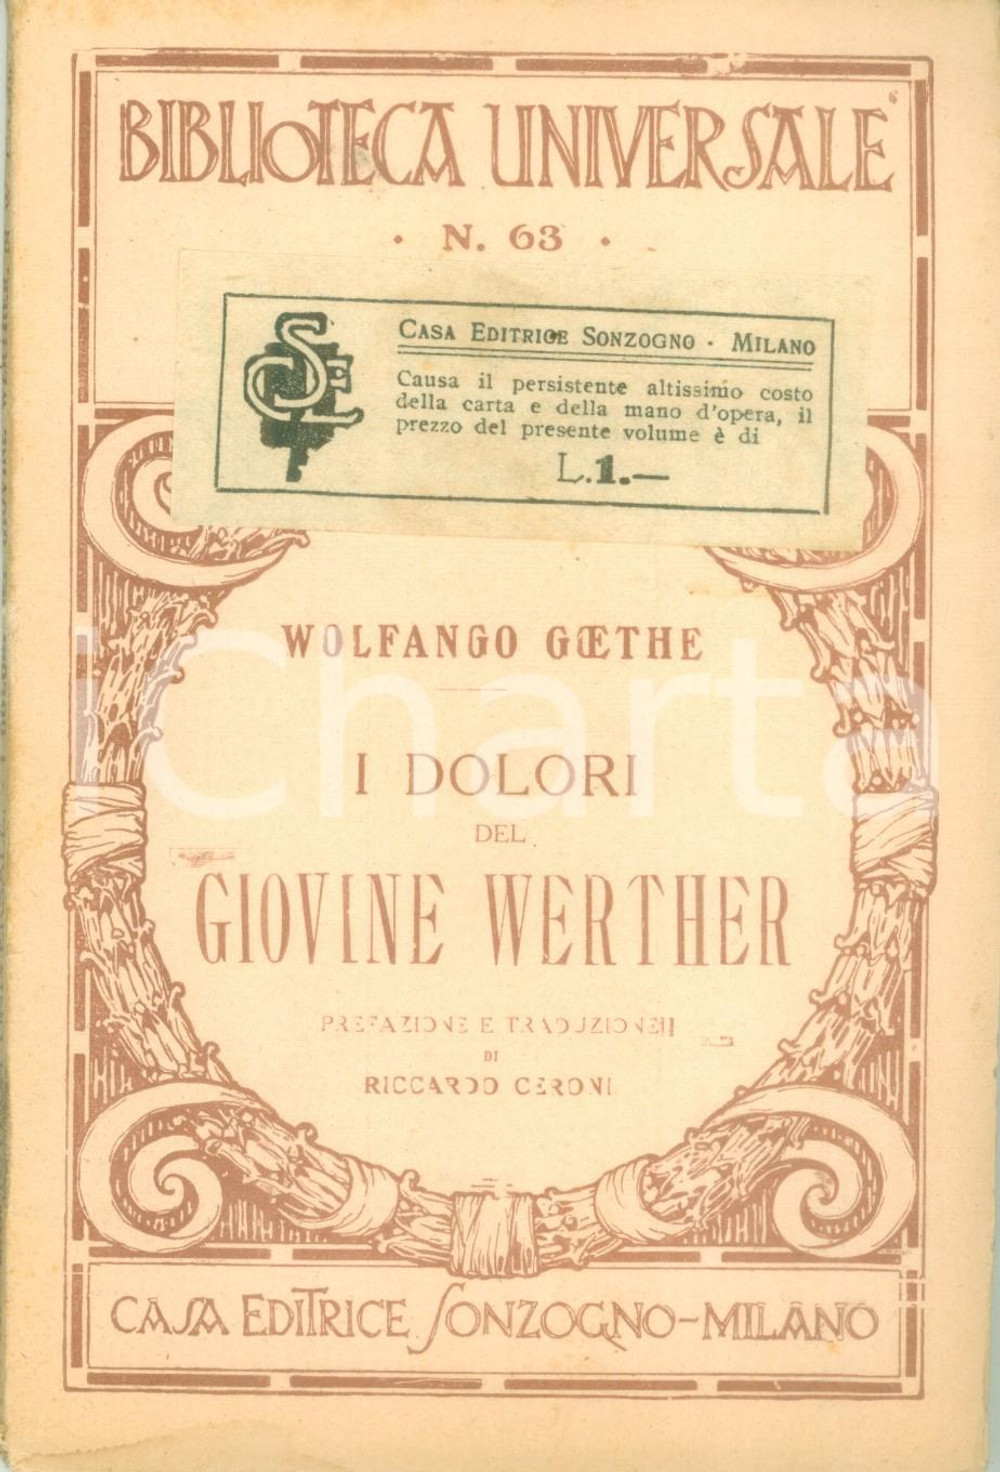 BIBLIOTECA UNIVERSALE
· N. 63 ·
CASA EDITRICE SONZOGNO · MILANO
Causa il persistente altissimo costo
della carta e della mano d'opera, il
prezzo del presente volume è di
L.1.—
WOLFANGO GŒTHE
I DOLORI
DEL
GIOVINE WERTHER
PREFAZIONE E TRADUZIONE
DI
RICCARDO CERONI
CASA EDITRICE SONZOGNO-MILANO
iCharta